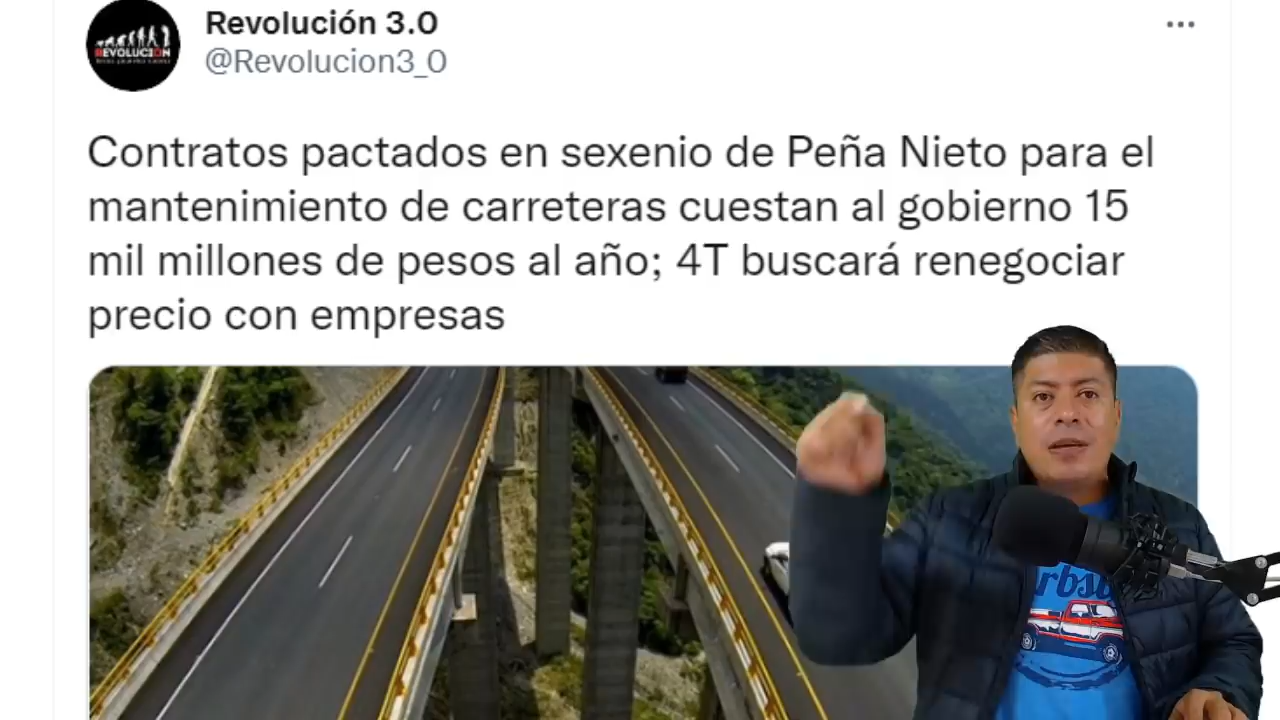 Revolución 3.0
@Revolucion3_0
REVOLUCIÓN
Contratos pactados en sexenio de Peña Nieto para el
mantenimiento de carreteras cuestan al gobierno 15
mil millones de pesos al año; 4T buscará renegociar
precio con empresas